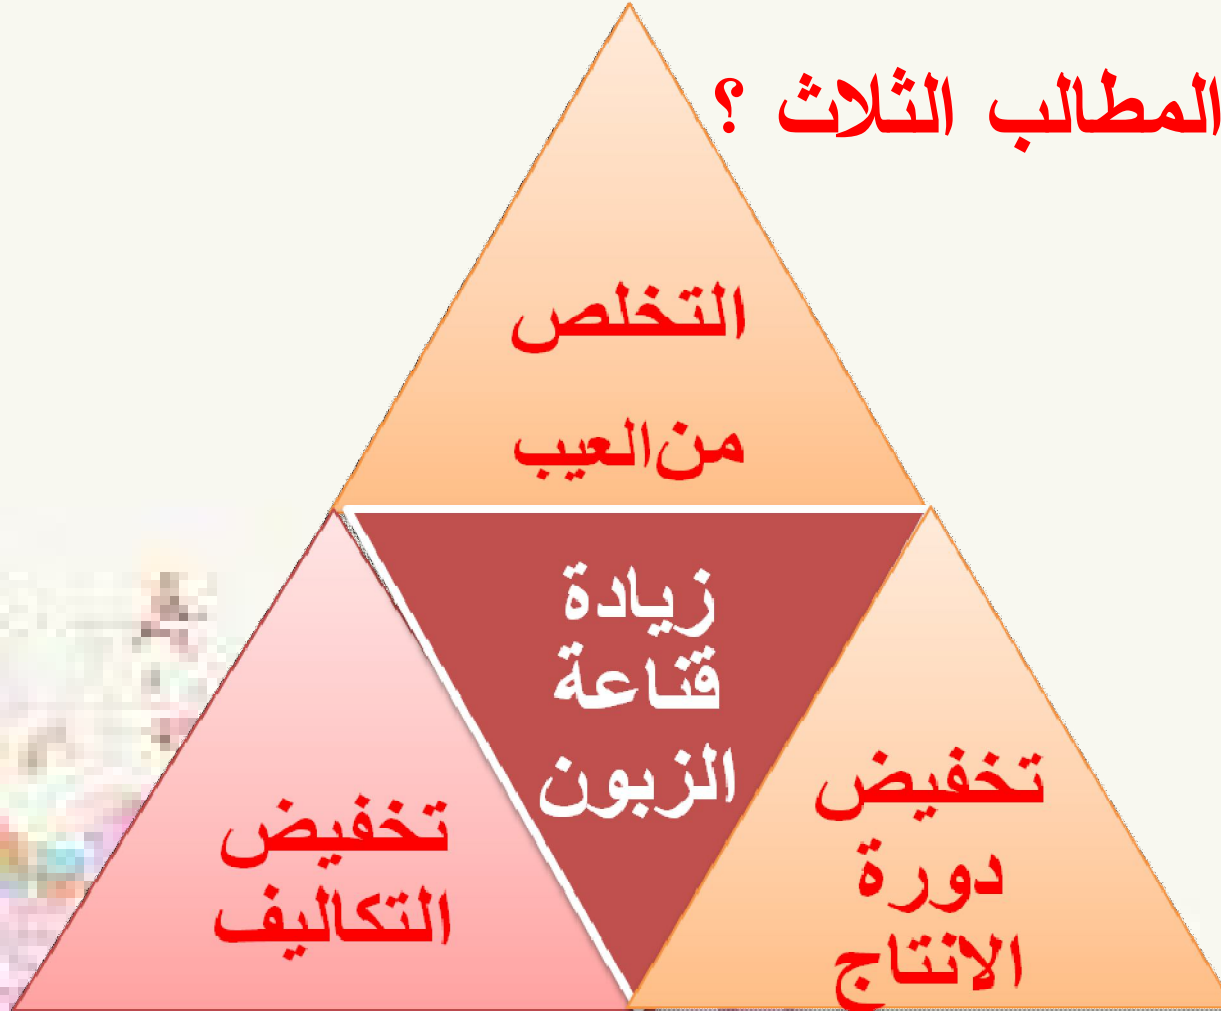 المطالب الثلاث ؟
التخلص
من العيب
زيادة
قناعة
الزبون
تخفيض
دورة
الانتاج
تخفيض
التكاليف